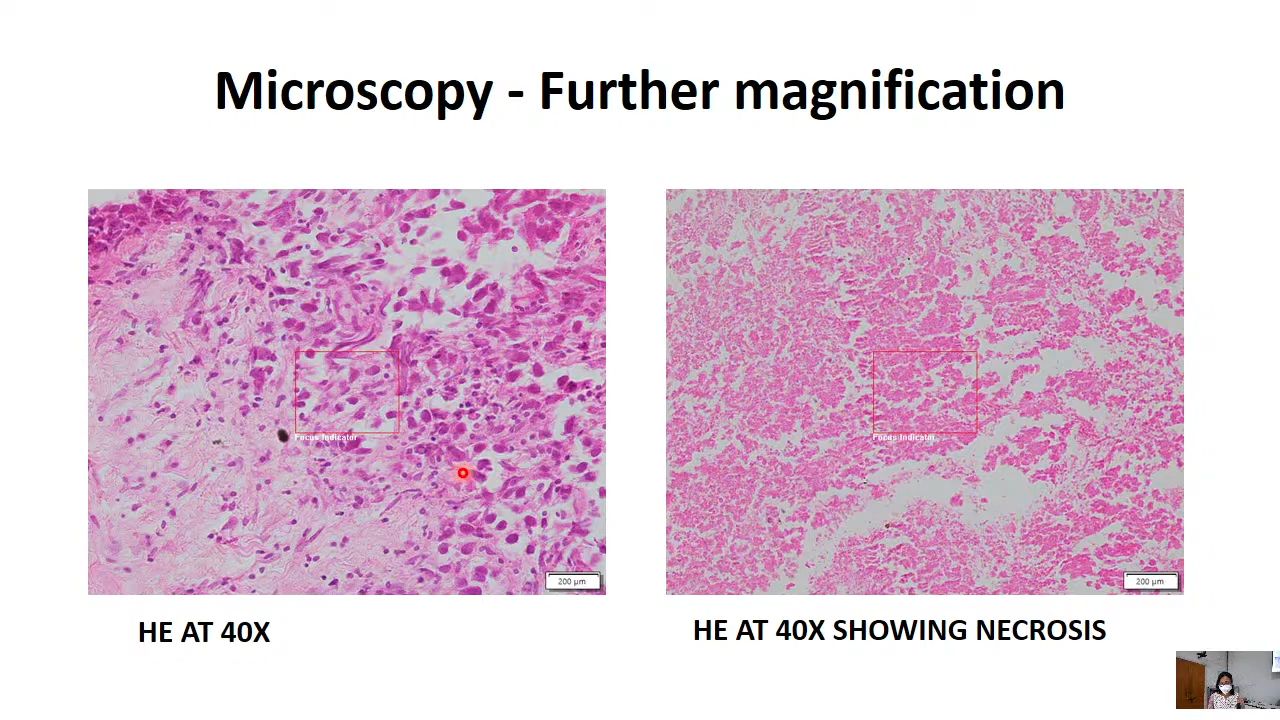 Microscopy - Further magnification
Focus Indicator
200 µm
Focus Indicator
200 µm
HE AT 40X
HE AT 40X SHOWING NECROSIS